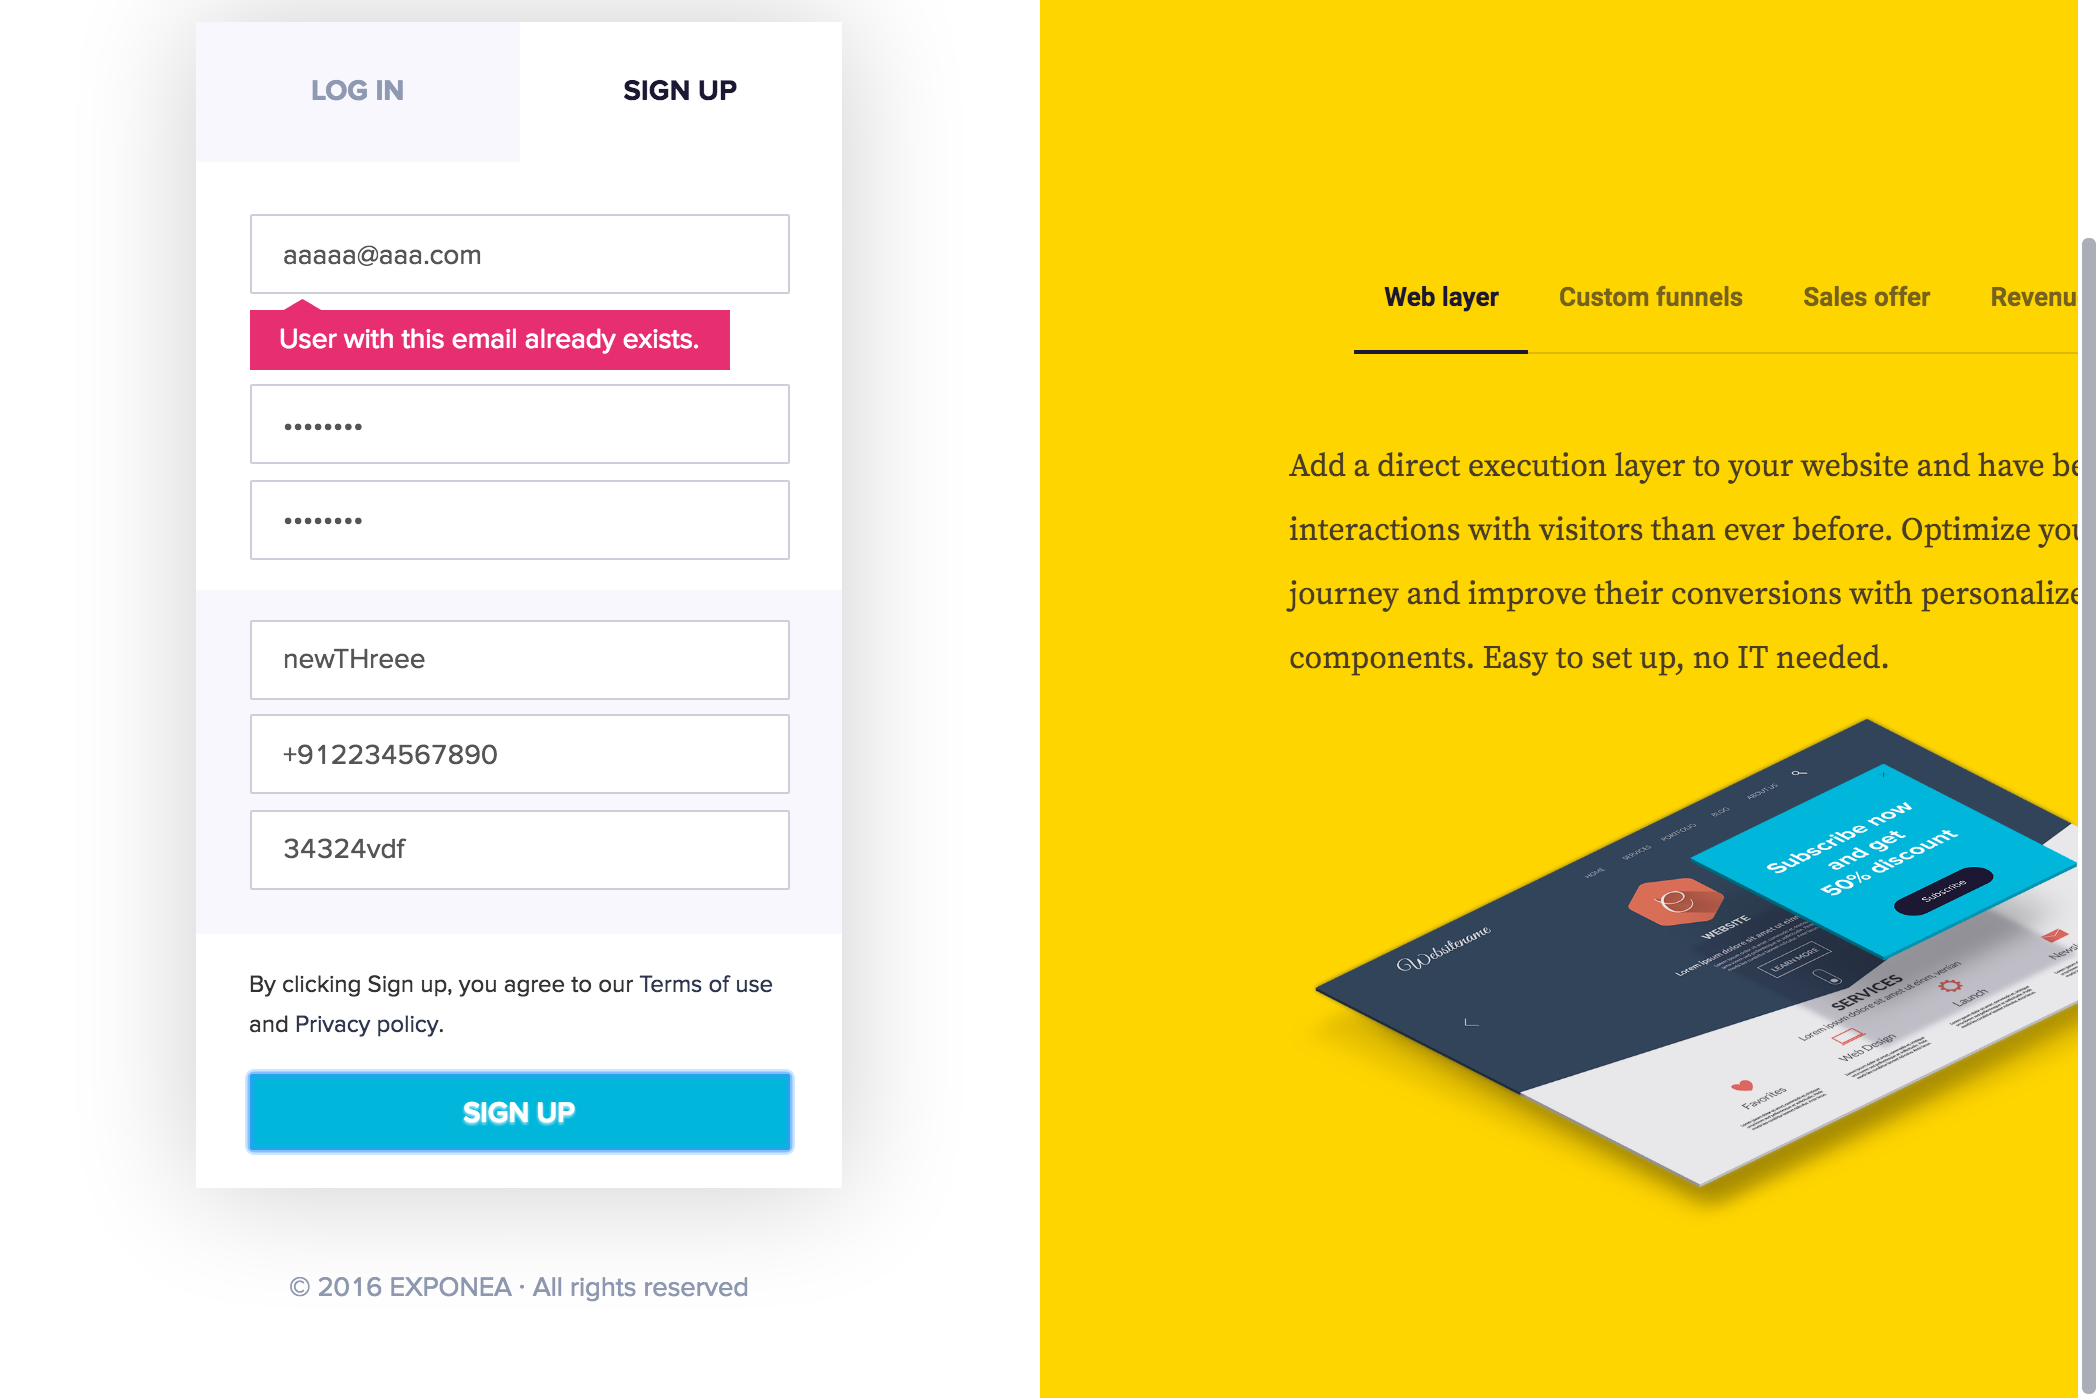 LOG IN
SIGN UP
aaaaa@aaa.com
User with this email already exists.
••••••••
••••••••
newTHreee
+912234567890
34324vdf
By clicking Sign up, you agree to our Terms of use
and Privacy policy.
SIGN UP
© 2016 EXPONEA · All rights reserved
Web layer
Custom funnels
Sales offer
Revenu
Add a direct execution layer to your website and have be
interactions with visitors than ever before. Optimize you
journey and improve their conversions with personalize
components. Easy to set up, no IT needed.
HOME
SERVICES
PORTFOLIO
BLOG
ABOUT US
Subscribe now
and get
50% discount
Subscribe
Websitename
WEBSITE
Lorem ipsum dolore sit amet ut
LEARN MORE
SERVICES
Lorem ipsum dolore sit amet ut enim, verlan
Favorites
Web Design
Launch